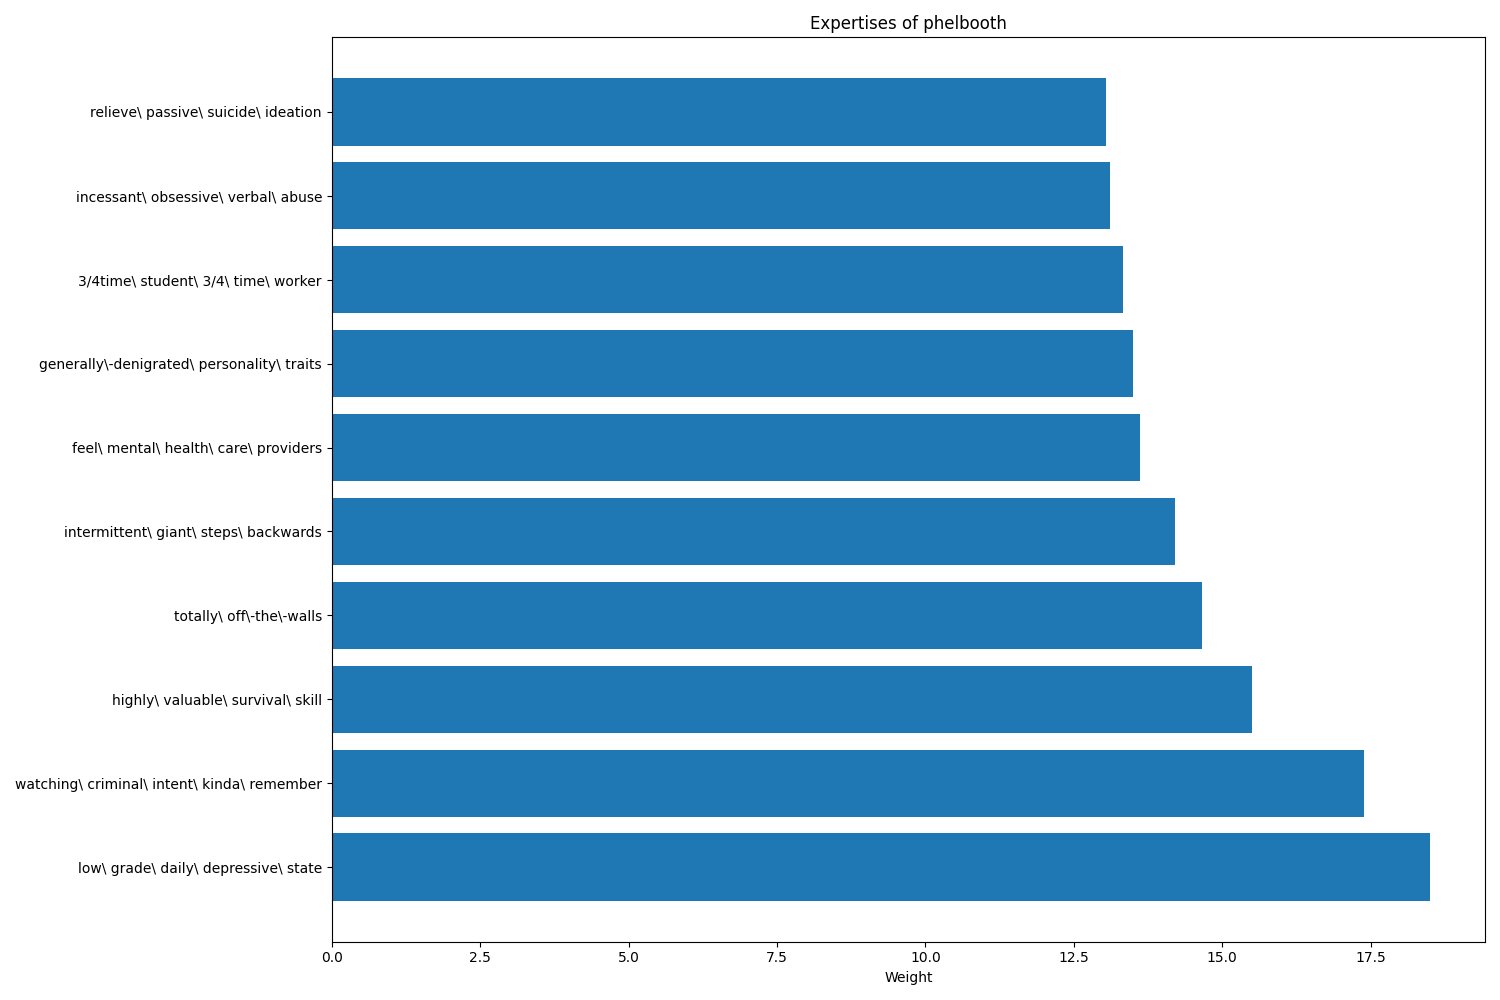 Expertises of phelbooth
relieve\ passive\ suicide\ ideation
incessant\ obsessive\ verbal\ abuse
3/4time\ student\ 3/4\ time\ worker
generally\-denigrated\ personality\ traits
feel\ mental\ health\ care\ providers
intermittent\ giant\ steps\ backwards
totally\ off\-the\-walls
highly\ valuable\ survival\ skill
watching\ criminal\ intent\ kinda\ remember
low\ grade\ daily\ depressive\ state
0.0 2.5 5.0 7.5 10.0 12.5 15.0 17.5
Weight